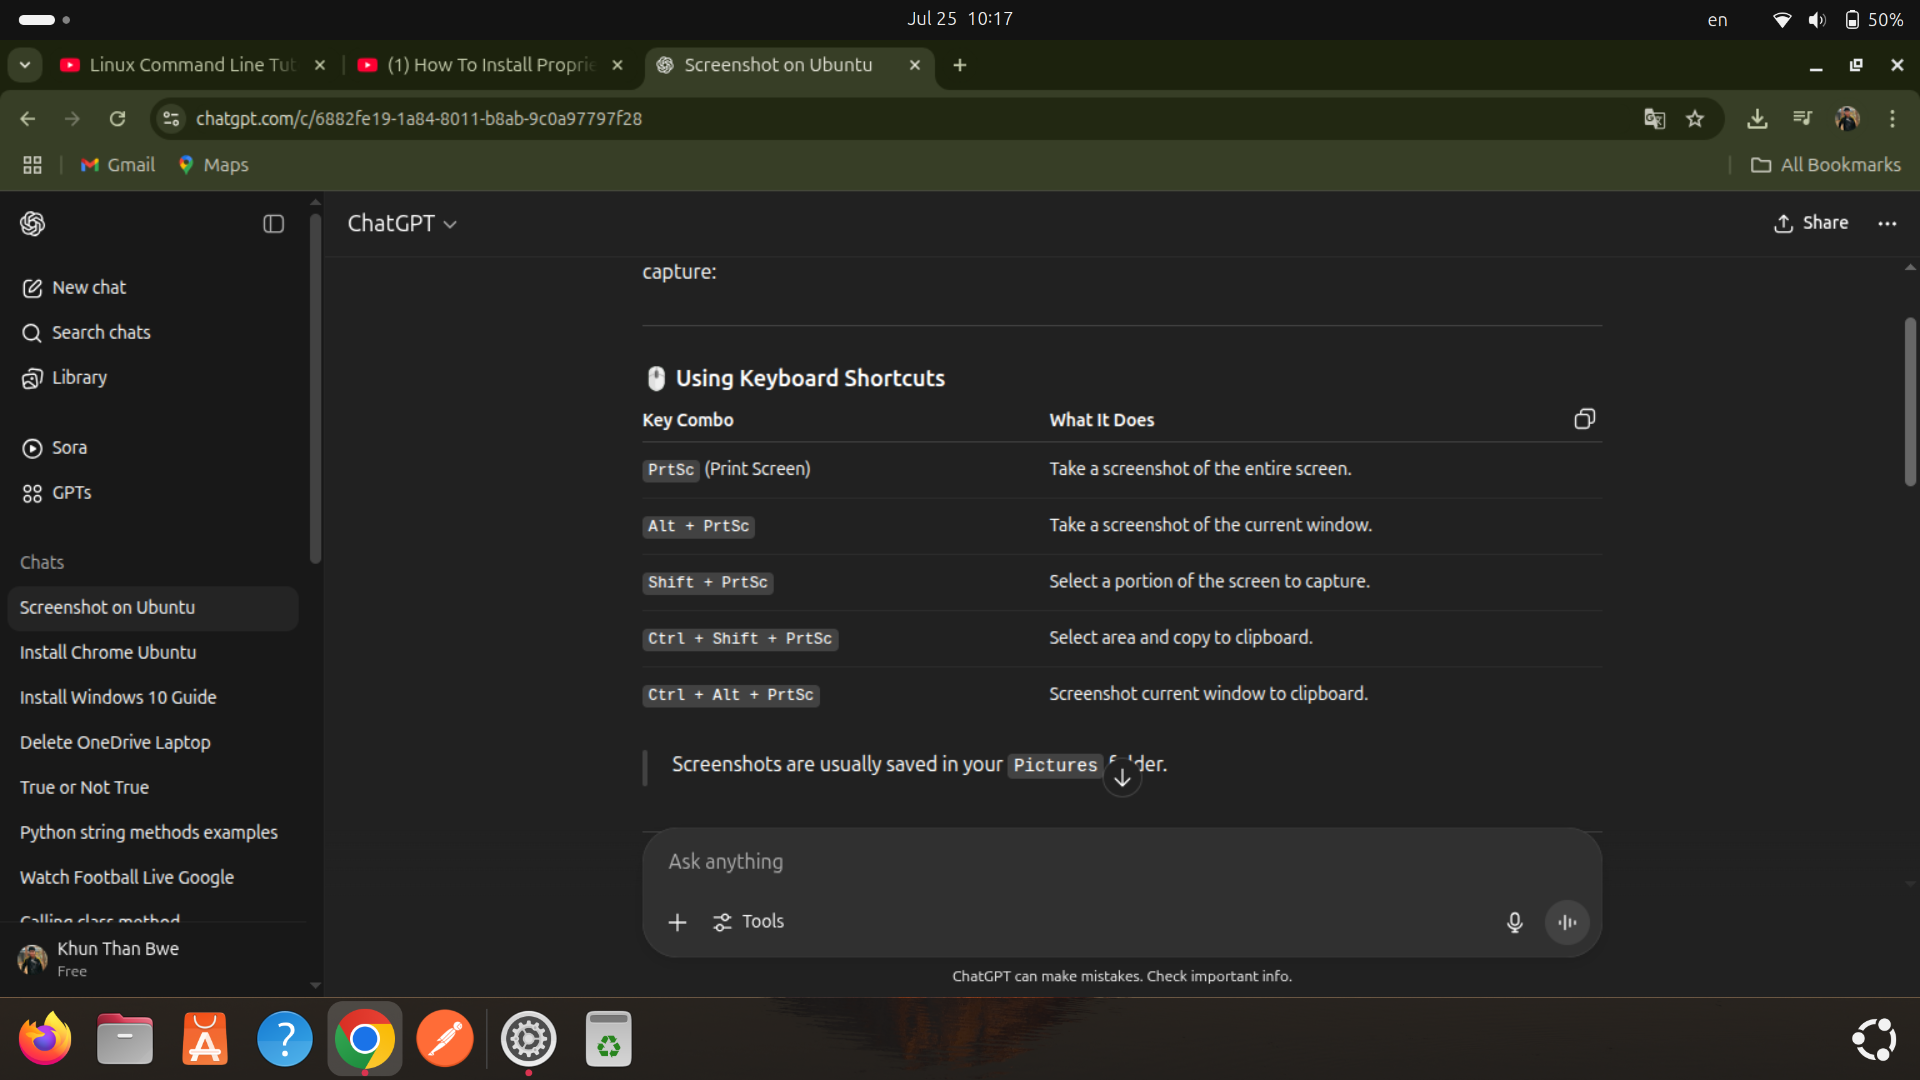 Jul 25 10:17
en
50%
Linux Command Line Tut
(1) How To Install Proprie
Screenshot on Ubuntu
chatgpt.com/c/6882fe19-1a84-8011-b8ab-9c0a97797f28
Gmail
Maps
All Bookmarks
ChatGPT
Share
New chat
Search chats
Library
Sora
GPTs
Chats
Screenshot on Ubuntu
Install Chrome Ubuntu
Install Windows 10 Guide
Delete OneDrive Laptop
True or Not True
Python string methods examples
Watch Football Live Google
Calling class method
Khun Than Bwe
Free
capture:
Using Keyboard Shortcuts
Key Combo What It Does
PrtSc (Print Screen) Take a screenshot of the entire screen.
Alt + PrtSc Take a screenshot of the current window.
Shift + PrtSc Select a portion of the screen to capture.
Ctrl + Shift + PrtSc Select area and copy to clipboard.
Ctrl + Alt + PrtSc Screenshot current window to clipboard.
Screenshots are usually saved in your Pictures folder.
Ask anything
Tools
ChatGPT can make mistakes. Check important info.